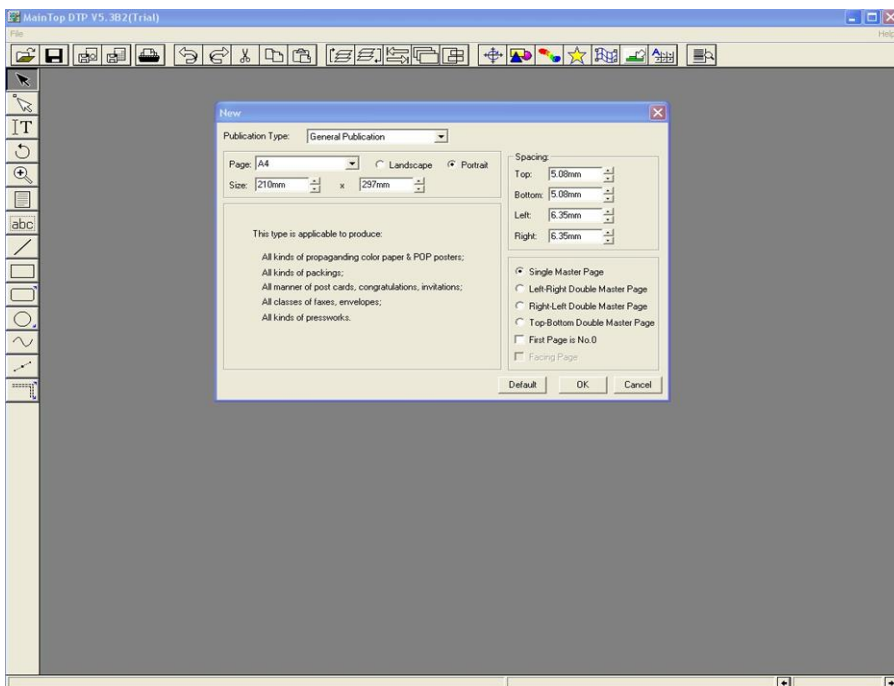 MainTop DTP V5.3B2(Trial)
File
Help
New
Publication Type: General Publication
Page: A4 Landscape Portrait
Size: 210mm x 297mm
Spacing:
Top: 5.08mm
Bottom: 5.08mm
Left: 6.35mm
Right: 6.35mm
This type is applicable to produce:
All kinds of propaganding color paper & POP posters;
All kinds of packings;
All manner of post cards, congratulations, invitations;
All classes of faxes, envelopes;
All kinds of pressworks.
Single Master Page
Left-Right Double Master Page
Right-Left Double Master Page
Top-Bottom Double Master Page
First Page is No.0
Facing Page
Default OK Cancel
T
abc
A